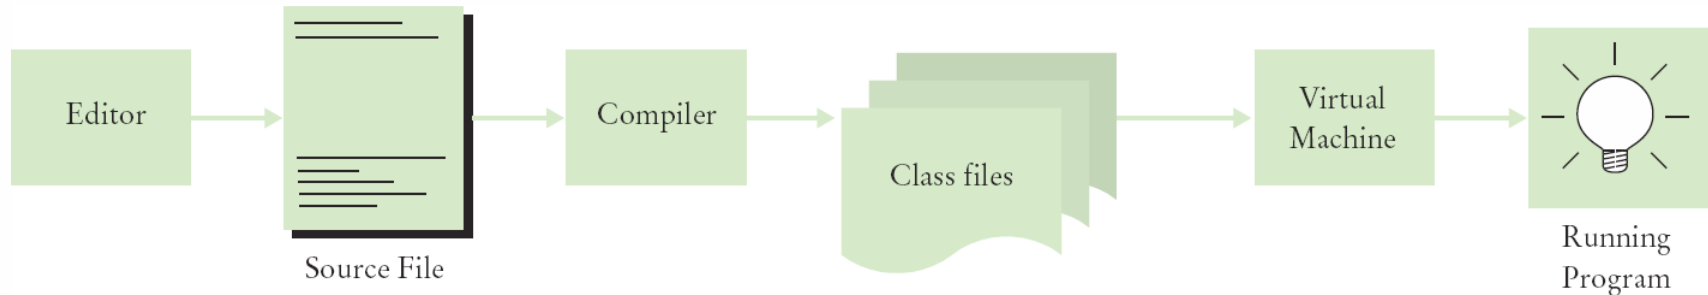 Editor
Source File
Compiler
Class files
Virtual
Machine
Running
Program